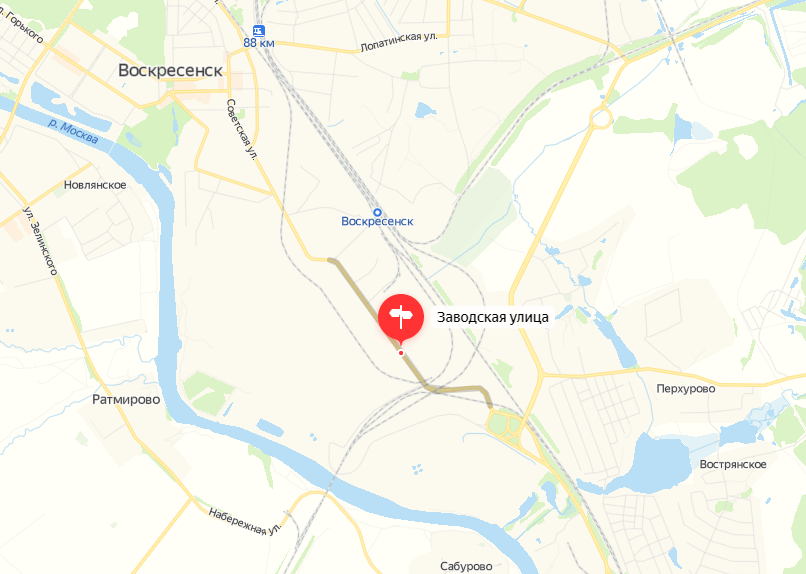 ул. Горького
88 км
Лопатинская ул.
Воскресенск
Советская ул.
р. Москва
Новлянское
ул. Зелинского
Воскресенск
Заводская улица
Ратмирово
Перхурово
Вострянское
Набережная ул.
Сабурово